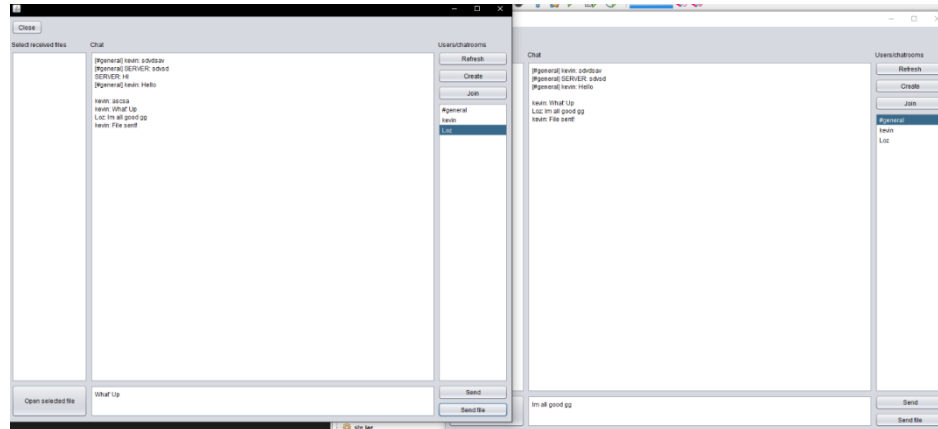 Close
Select received files
Chat
Users/chatrooms
[#general] kevin: sdvdsav
[#general] SERVER: sdvsd
SERVER: HI
[#general] kevin: Hello
kevin: ascsa
kevin: What' Up
Loz: Im all good gg
kevin: File sent!
Refresh
Create
Join
#general
kevin
Loz
Open selected file
What' Up
Send
Send file
Chat
Users/chatrooms
[#general] kevin: sdvdsav
[#general] SERVER: sdvsd
[#general] kevin: Hello
kevin: What' Up
Loz: Im all good gg
kevin: File sent!
Refresh
Create
Join
#general
kevin
Loz
Im all good gg
Send
Send file